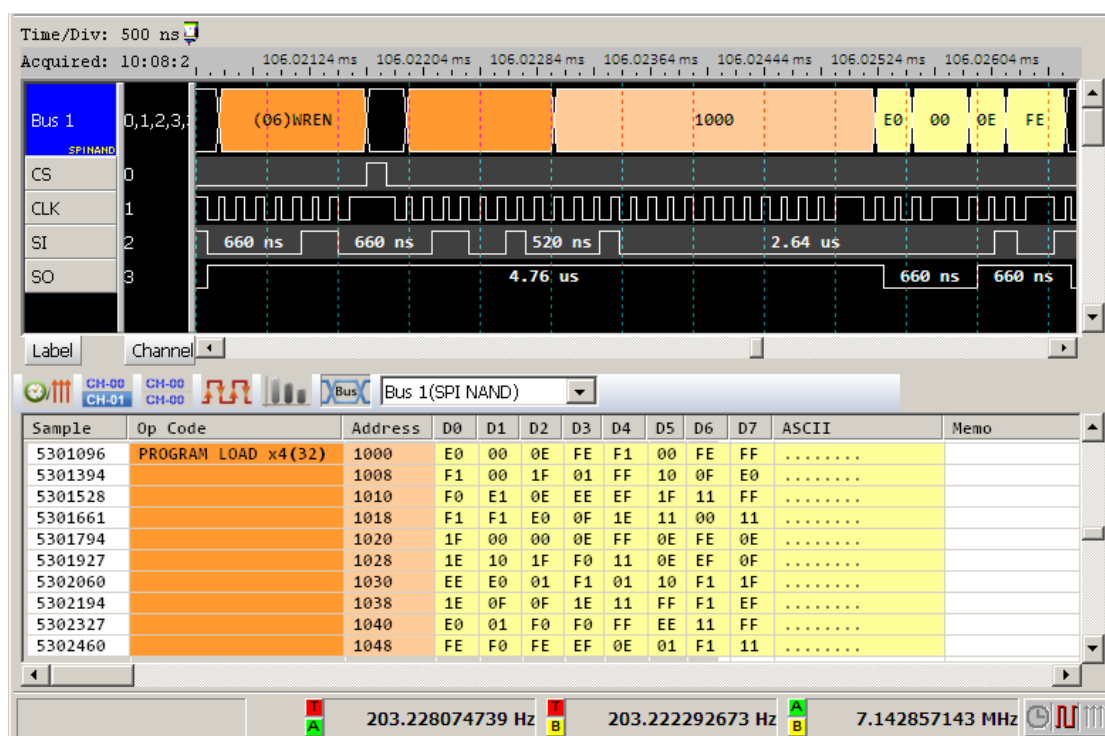 Time/Div: 500 ns
Acquired: 10:08:2
106.02124 ms 106.02204 ms 106.02284 ms 106.02364 ms 106.02444 ms 106.02524 ms 106.02604 ms
Bus 1 0,1,2,3, (06)WREN 1000 E0 00 0E FE
SPINAND
CS 0
CLK 1
SI 2 660 ns 660 ns 520 ns 2.64 us
SO 3 4.76 us 660 ns 660 ns
Label Channel
CH-00 CH-01 CH-00 CH-00 Bus Bus 1(SPI NAND)
Sample Op Code Address D0 D1 D2 D3 D4 D5 D6 D7 ASCII Memo
5301096 PROGRAM LOAD x4(32) 1000 E0 00 0E FE F1 00 FE FF ........
5301394 1008 F1 00 1F 01 FF 10 0F E0 ........
5301528 1010 F0 E1 0E EE EF 1F 11 FF ........
5301661 1018 F1 F1 E0 0F 1E 11 00 11 ........
5301794 1020 1F 00 00 0E FF 0E FE 0E ........
5301927 1028 1E 10 1F F0 11 0E EF 0F ........
5302060 1030 EE E0 01 F1 01 10 F1 1F ........
5302194 1038 1E 0F 0F 1E 11 FF F1 EF ........
5302327 1040 E0 01 F0 F0 FF EE 11 FF ........
5302460 1048 FE F0 FE EF 0E 01 F1 11 ........
T A 203.228074739 Hz T B 203.222292673 Hz A B 7.142857143 MHz